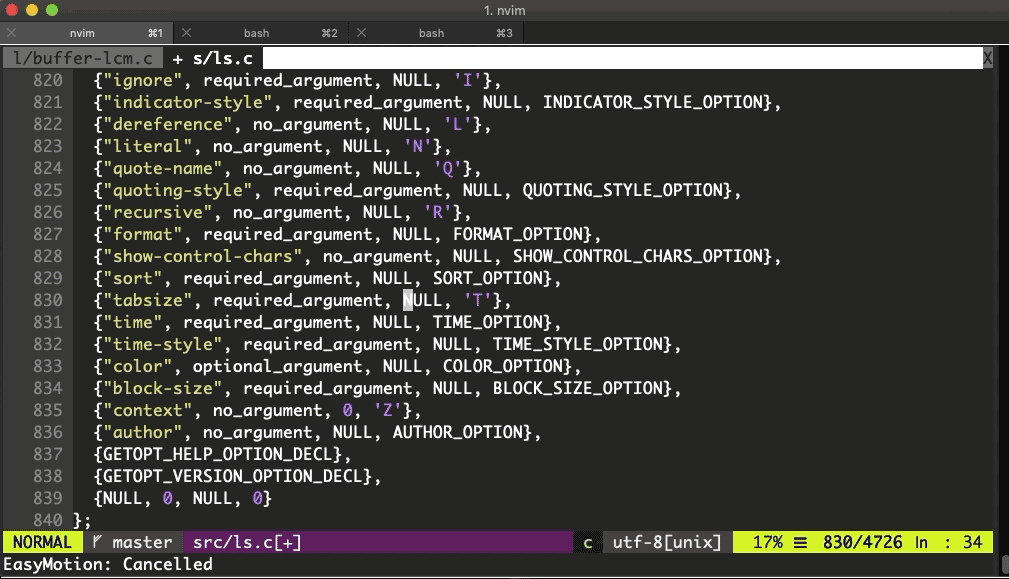 1. nvim
nvim ⌘1 bash ⌘2 bash ⌘3
l/buffer-lcm.c + s/ls.c X
820 {"ignore", required_argument, NULL, 'I'},
821 {"indicator-style", required_argument, NULL, INDICATOR_STYLE_OPTION},
822 {"dereference", no_argument, NULL, 'L'},
823 {"literal", no_argument, NULL, 'N'},
824 {"quote-name", no_argument, NULL, 'Q'},
825 {"quoting-style", required_argument, NULL, QUOTING_STYLE_OPTION},
826 {"recursive", no_argument, NULL, 'R'},
827 {"format", required_argument, NULL, FORMAT_OPTION},
828 {"show-control-chars", no_argument, NULL, SHOW_CONTROL_CHARS_OPTION},
829 {"sort", required_argument, NULL, SORT_OPTION},
830 {"tabsize", required_argument, NULL, 'T'},
831 {"time", required_argument, NULL, TIME_OPTION},
832 {"time-style", required_argument, NULL, TIME_STYLE_OPTION},
833 {"color", optional_argument, NULL, COLOR_OPTION},
834 {"block-size", required_argument, NULL, BLOCK_SIZE_OPTION},
835 {"context", no_argument, 0, 'Z'},
836 {"author", no_argument, NULL, AUTHOR_OPTION},
837 {GETOPT_HELP_OPTION_DECL},
838 {GETOPT_VERSION_OPTION_DECL},
839 {NULL, 0, NULL, 0}
840 };
NORMAL master src/ls.c[+] c utf-8[unix] 17% ☰ 830/4726 ln : 34
EasyMotion: Cancelled